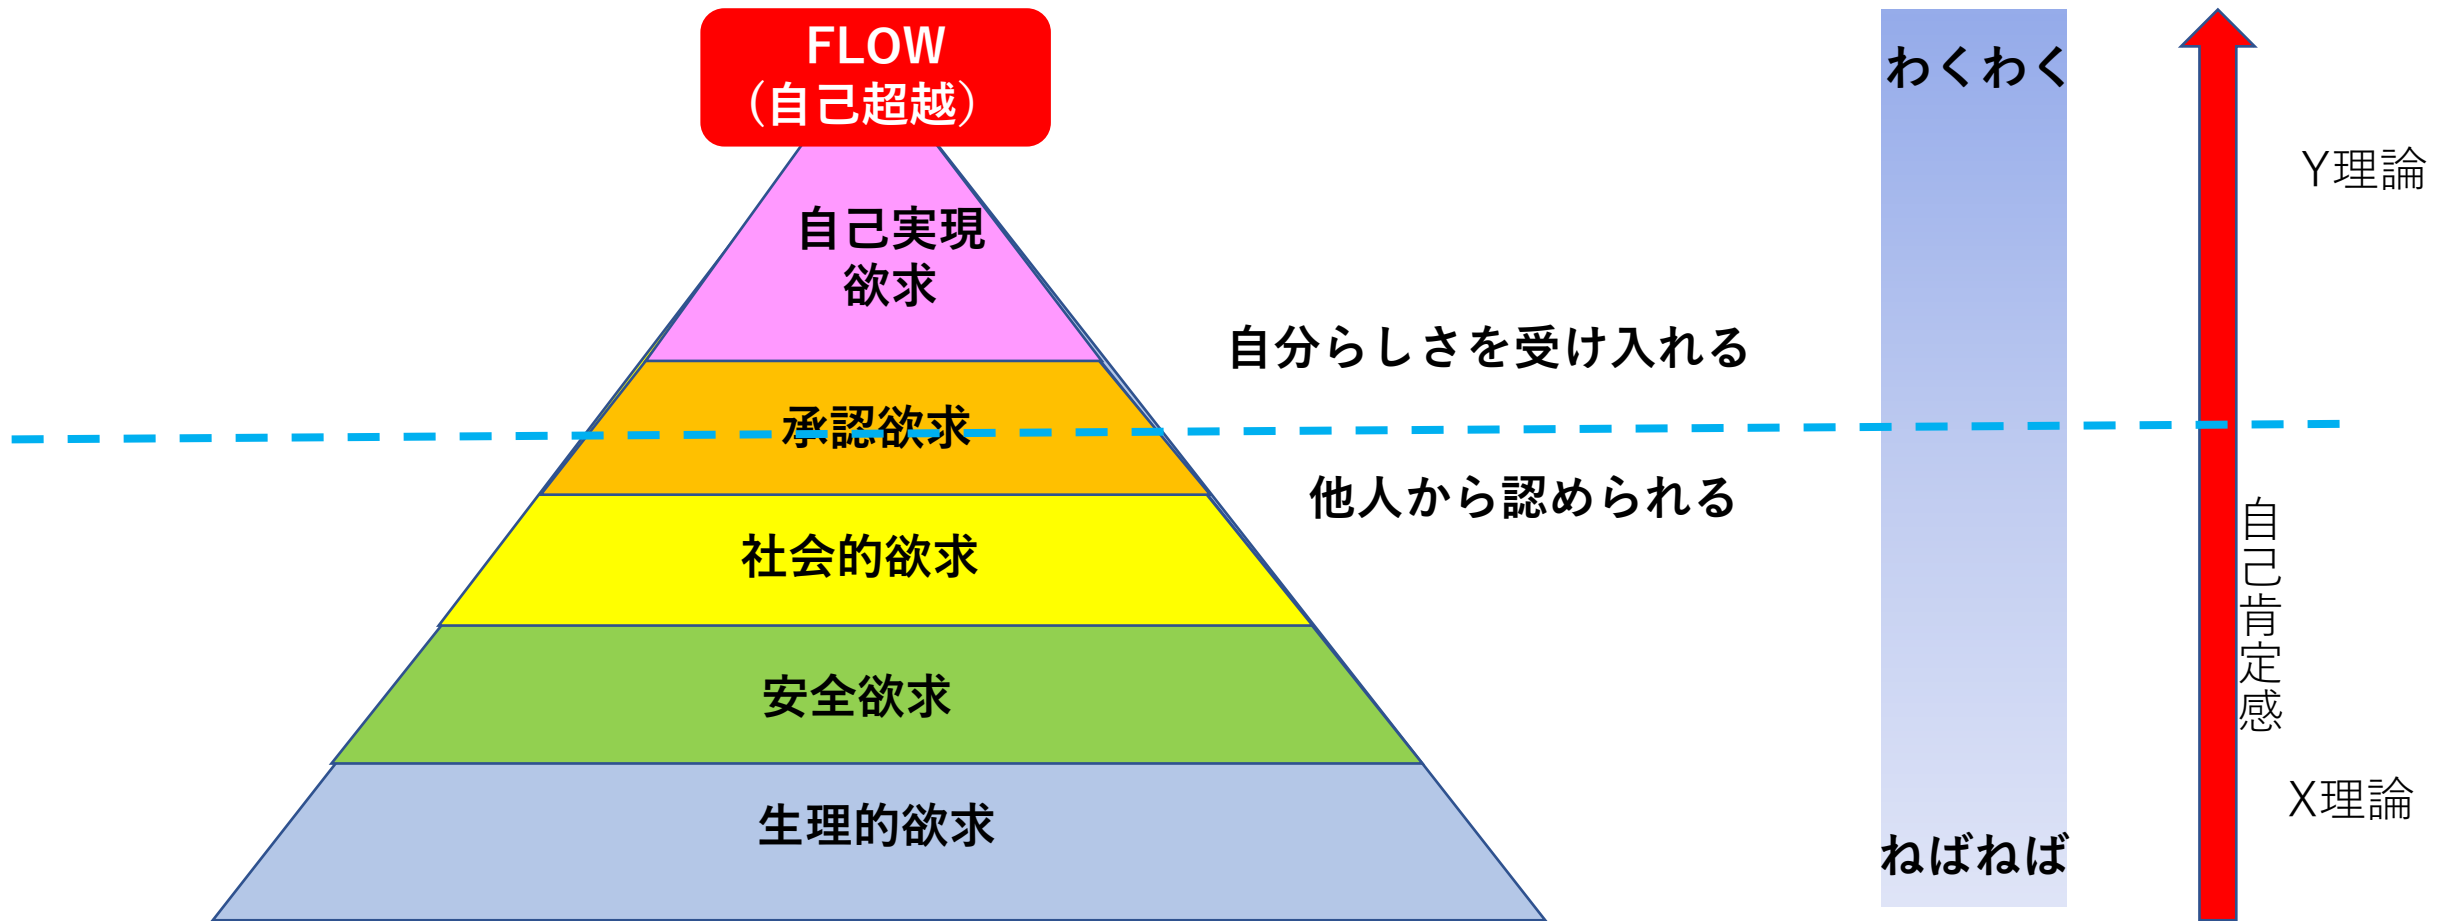 FLOW
（自己超越）
わくわく
Y理論
自己実現
欲求
自分らしさを受け入れる
承認欲求
他人から認められる
自己肯定感
社会的欲求
安全欲求
X理論
生理的欲求
ねばねば